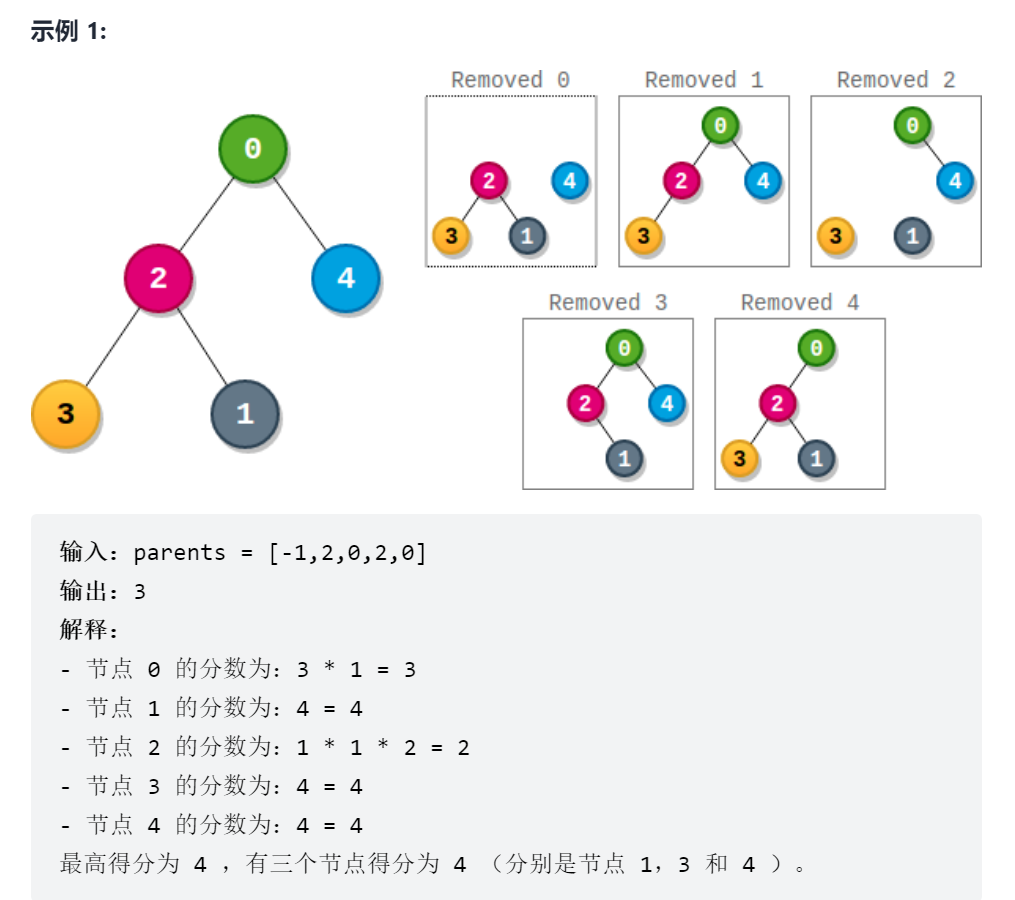 示例 1:
0
2
4
3
1
Removed 0
2
4
3
1
Removed 1
0
2
4
3
Removed 2
0
4
3
1
Removed 3
0
2
4
1
Removed 4
0
2
3
1
输入：parents = [-1,2,0,2,0]
输出：3
解释：
- 节点 0 的分数为：3 * 1 = 3
- 节点 1 的分数为：4 = 4
- 节点 2 的分数为：1 * 1 * 2 = 2
- 节点 3 的分数为：4 = 4
- 节点 4 的分数为：4 = 4
最高得分为 4 ，有三个节点得分为 4 （分别是节点 1，3 和 4 ）。